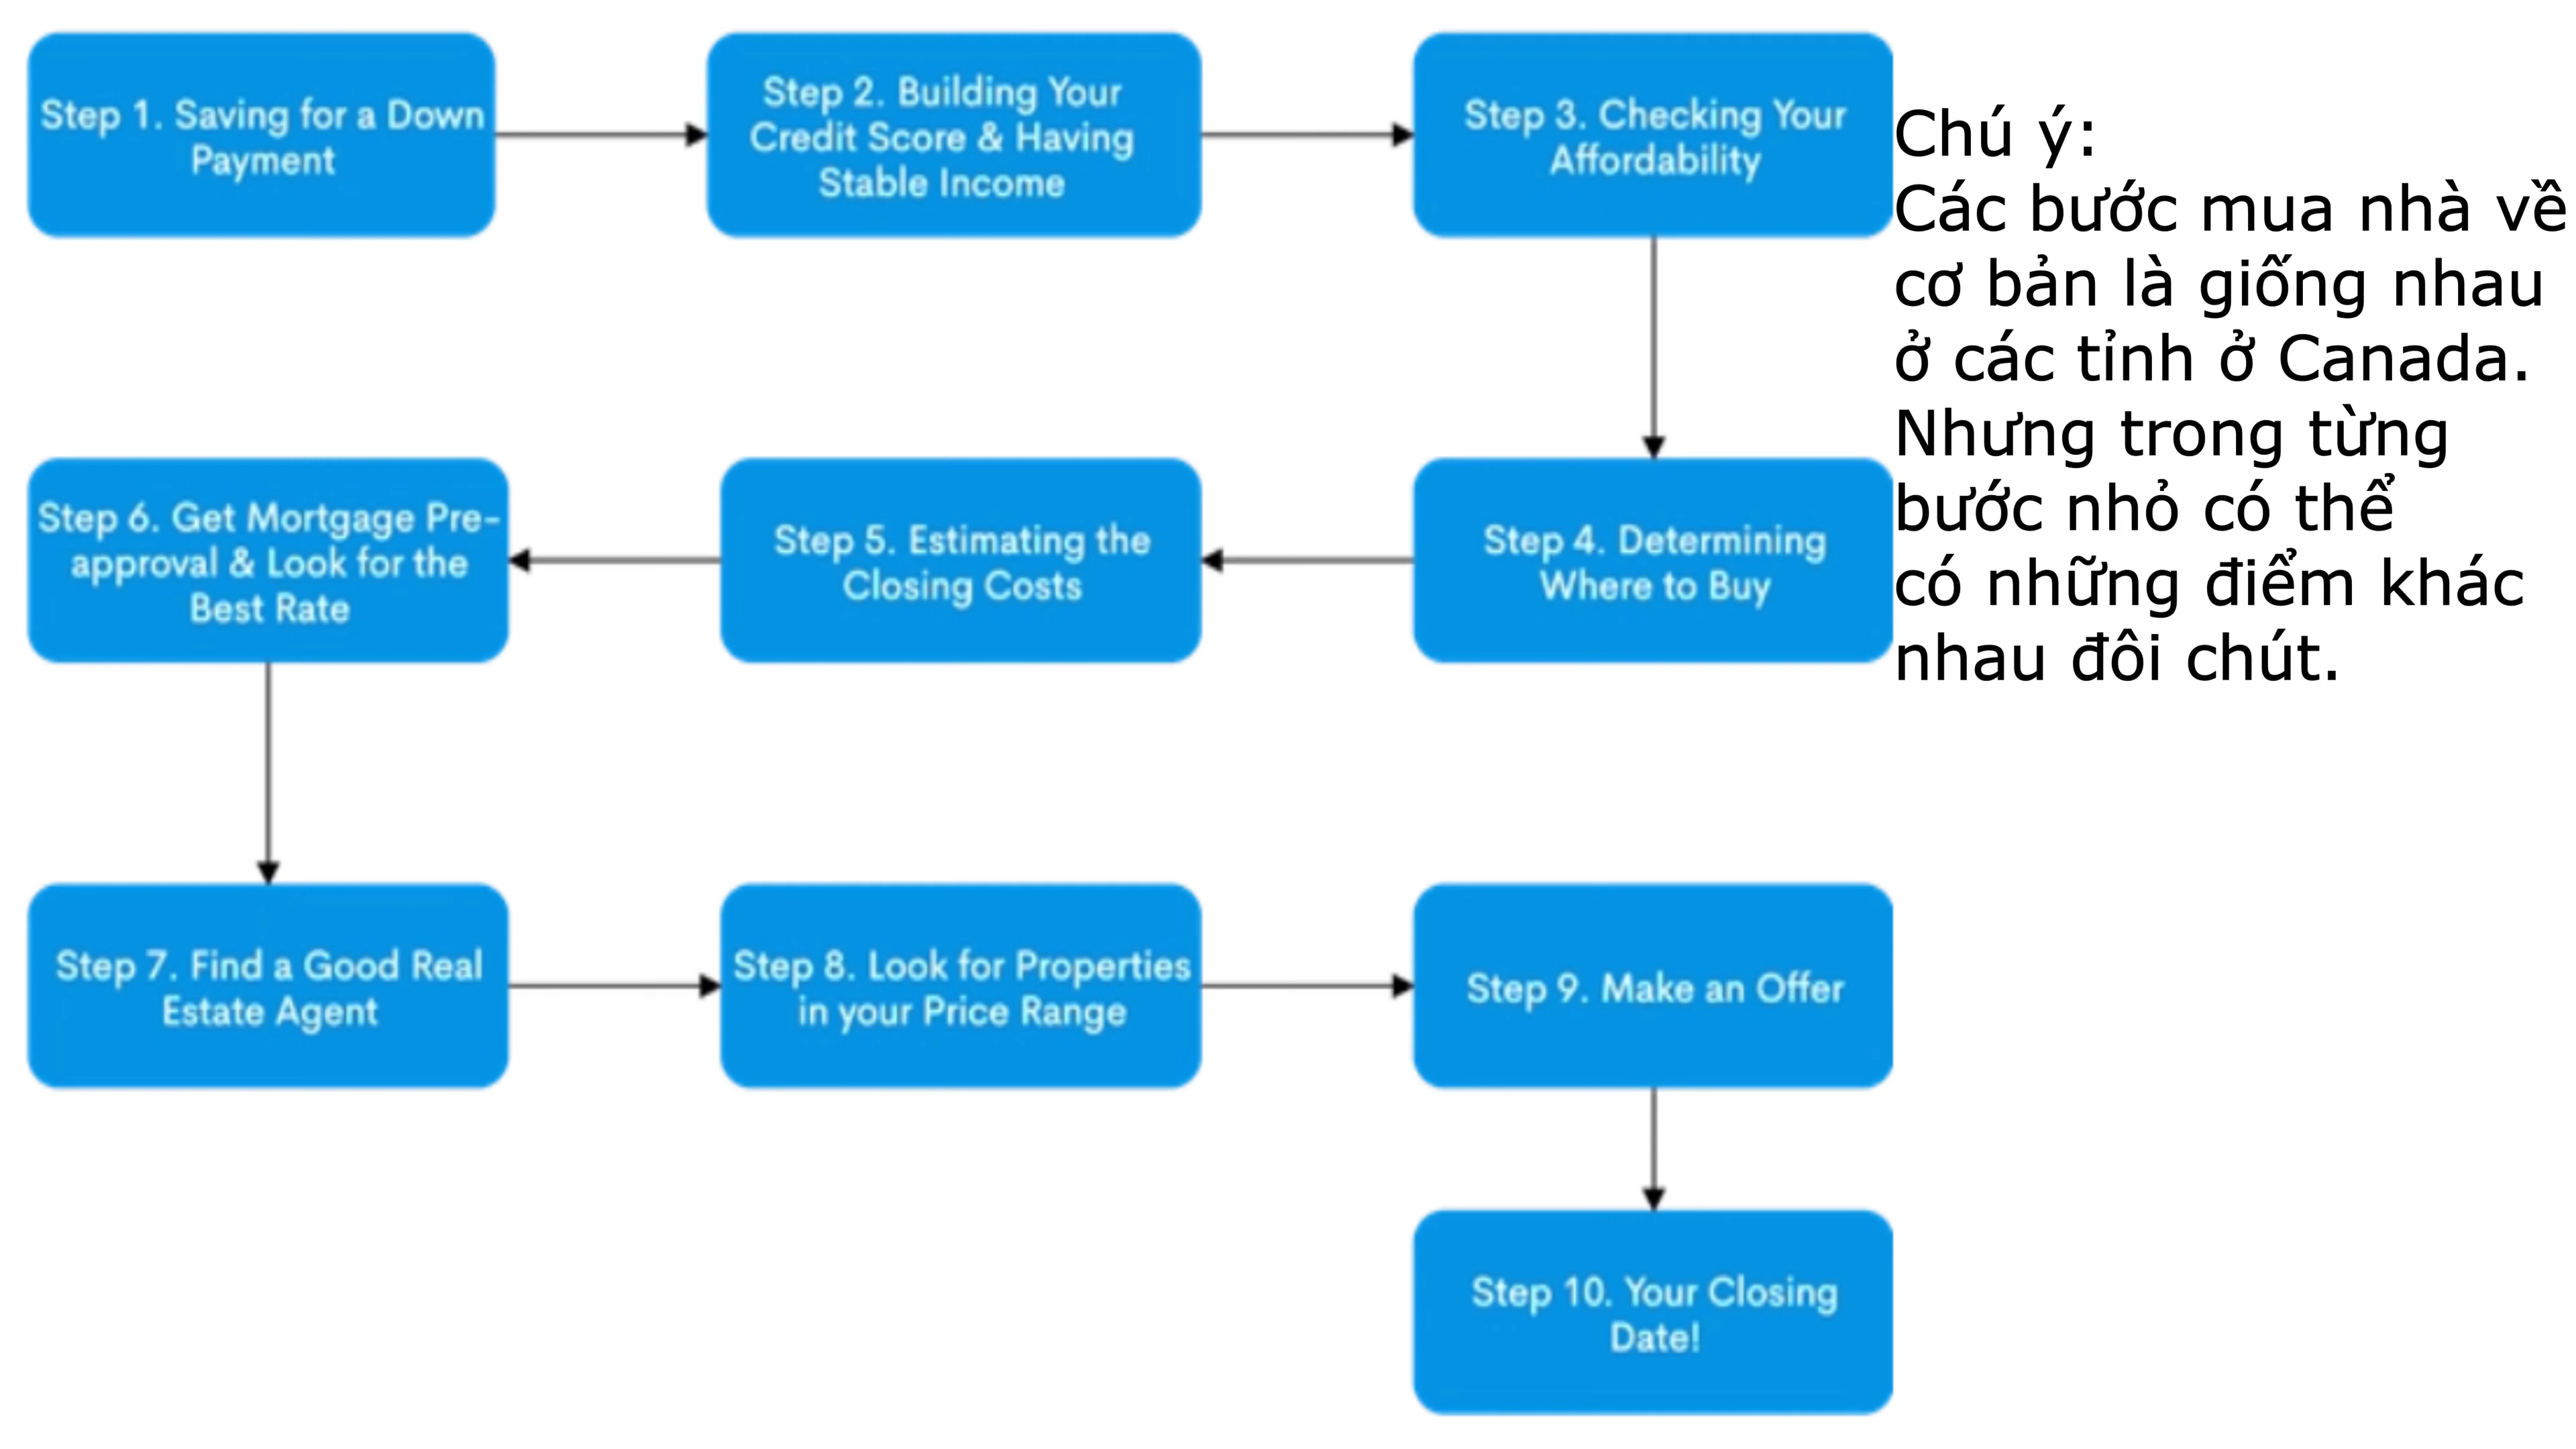 Step 1. Saving for a Down
Payment
Step 2. Building Your
Credit Score & Having
Stable Income
Step 3. Checking Your
Affordability
Chú ý:
Các bước mua nhà về
cơ bản là giống nhau
ở các tỉnh ở Canada.
Nhưng trong từng
bước nhỏ có thể
có những điểm khác
nhau đôi chút.
Step 4. Determining
Where to Buy
Step 5. Estimating the
Closing Costs
Step 6. Get Mortgage Pre-
approval & Look for the
Best Rate
Step 7. Find a Good Real
Estate Agent
Step 8. Look for Properties
in your Price Range
Step 9. Make an Offer
Step 10. Your Closing
Date!